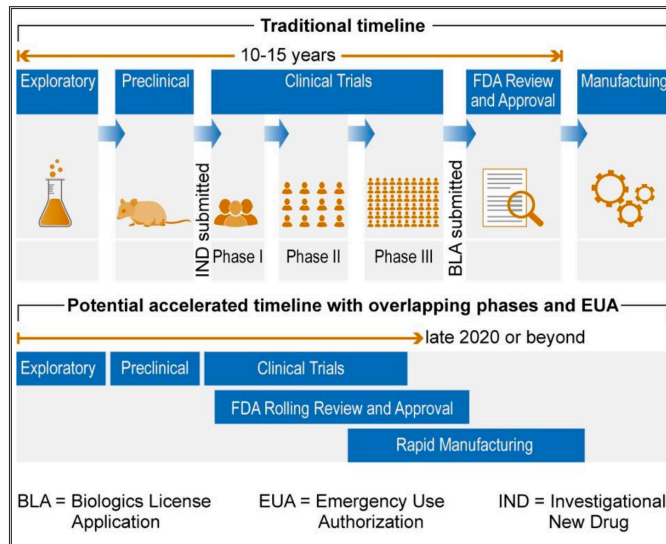 Traditional timeline
10-15 years
Exploratory
Preclinical
Clinical Trials
FDA Review
and Approval
Manufactuing
IND submitted
BLA submitted
Phase I
Phase II
Phase III
Potential accelerated timeline with overlapping phases and EUA
late 2020 or beyond
Exploratory
Preclinical
Clinical Trials
FDA Rolling Review and Approval
Rapid Manufacturing
BLA = Biologics License
Application
EUA = Emergency Use
Authorization
IND = Investigational
New Drug